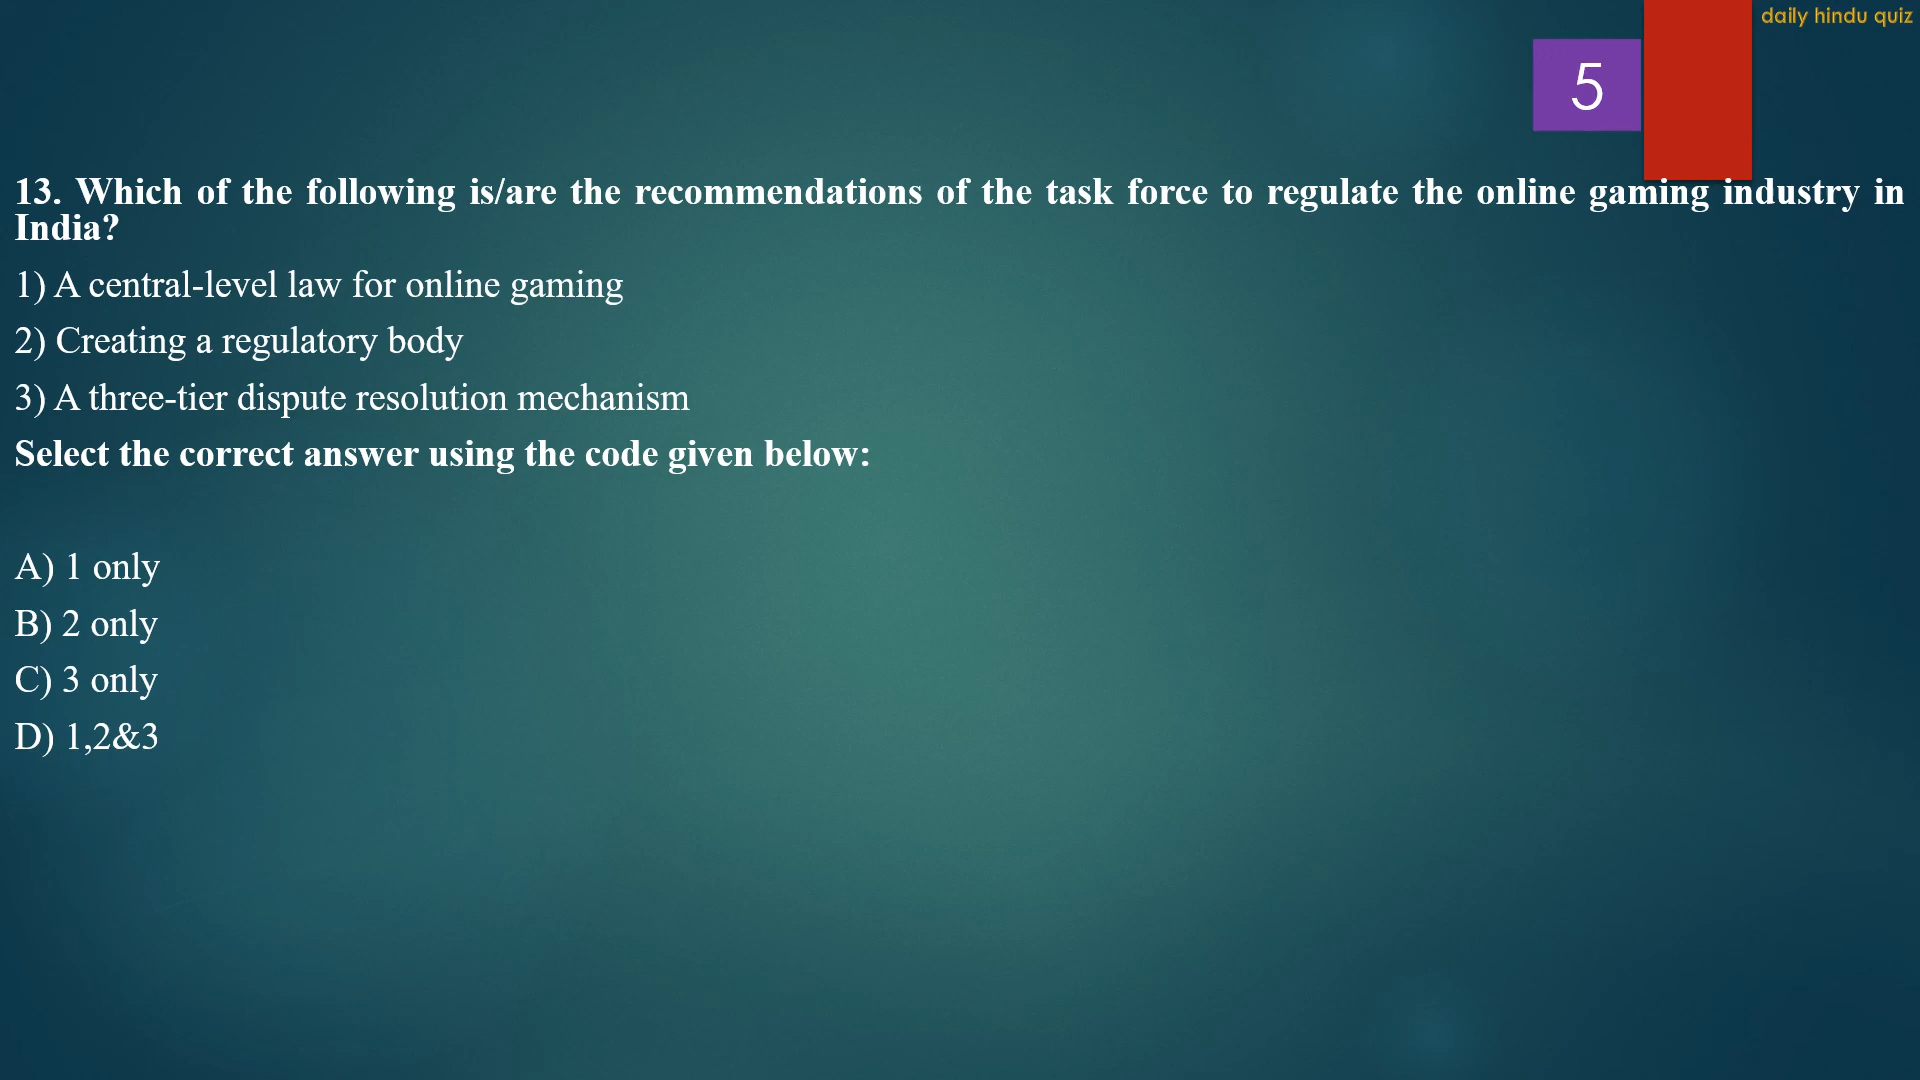 daily hindu quiz
5
13. Which of the following is/are the recommendations of the task force to regulate the online gaming industry in
India?
1) A central-level law for online gaming
2) Creating a regulatory body
3) A three-tier dispute resolution mechanism
Select the correct answer using the code given below:
A) 1 only
B) 2 only
C) 3 only
D) 1,2&3